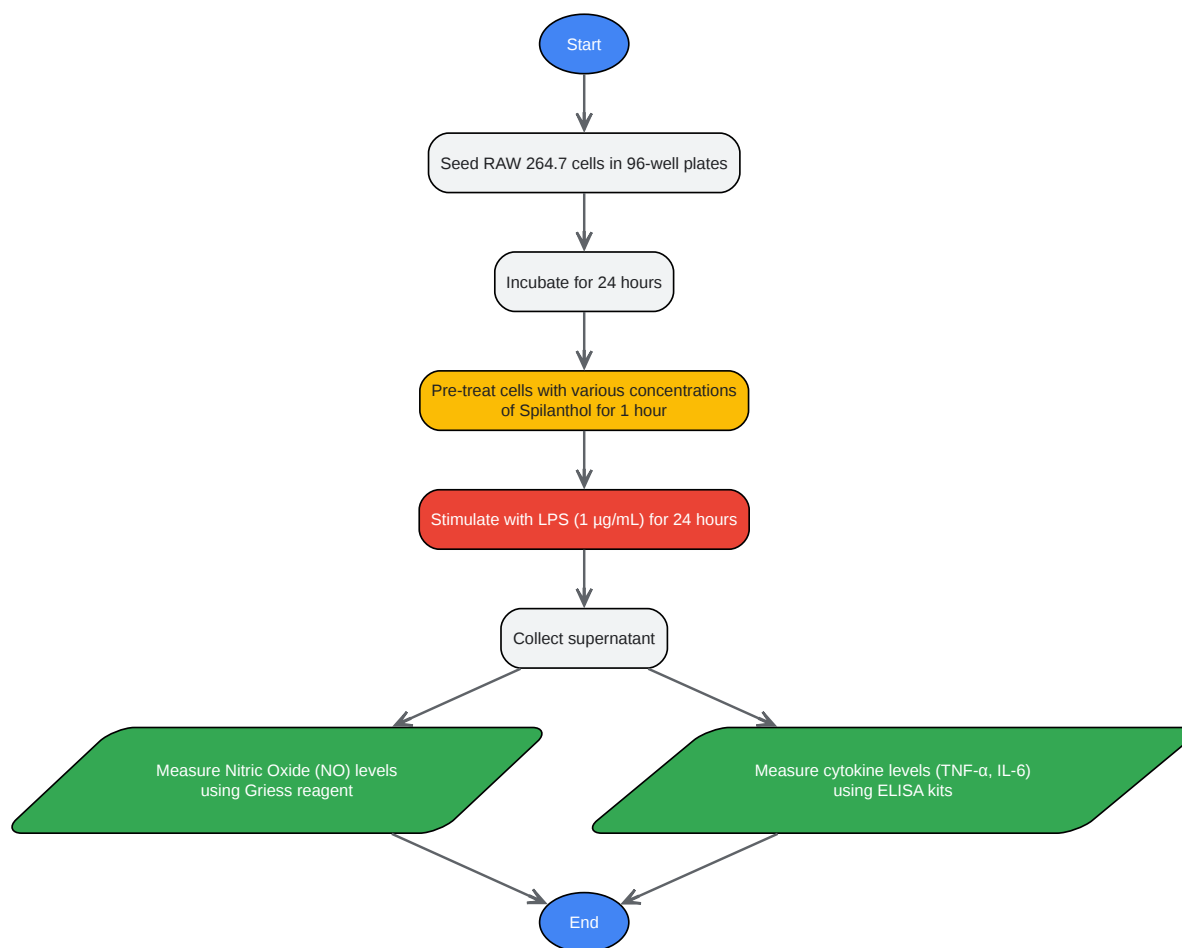 Start
Seed RAW 264.7 cells in 96-well plates
Incubate for 24 hours
Pre-treat cells with various concentrations
of Spilanthol for 1 hour
Stimulate with LPS (1 µg/mL) for 24 hours
Collect supernatant
Measure Nitric Oxide (NO) levels
using Griess reagent
Measure cytokine levels (TNF-α, IL-6)
using ELISA kits
End